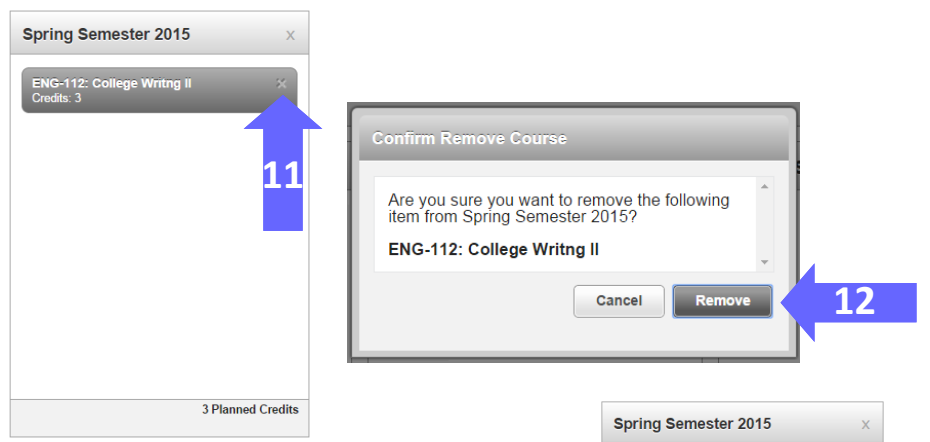 Spring Semester 2015 x
ENG-112: College Writng II x
Credits: 3
11
3 Planned Credits
Confirm Remove Course
Are you sure you want to remove the following
item from Spring Semester 2015?
ENG-112: College Writng II
Cancel Remove
12
Spring Semester 2015 x